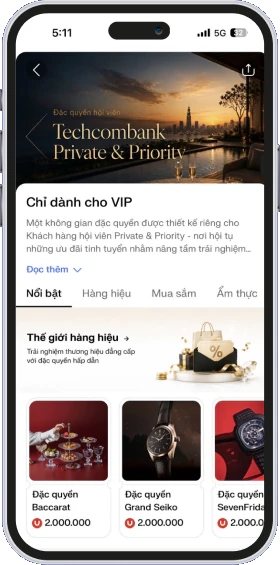 5:11
5G 32
Đặc quyền hội viên
Techcombank
Private & Priority
Chỉ dành cho VIP
Một không gian đặc quyền được thiết kế riêng cho
Khách hàng hội viên Private & Priority - nơi hội tụ
những ưu đãi tinh tuyển nhằm nâng tầm trải nghiệm...
Đọc thêm
Nổi bật Hàng hiệu Mua sắm Ẩm thực
Thế giới hàng hiệu
Trải nghiệm thương hiệu đẳng cấp
với đặc quyền hấp dẫn
%
Đặc quyền Đặc quyền Đặc quyền
Baccarat Grand Seiko SevenFrida
U 2.000.000 U 2.000.000 U 2.000